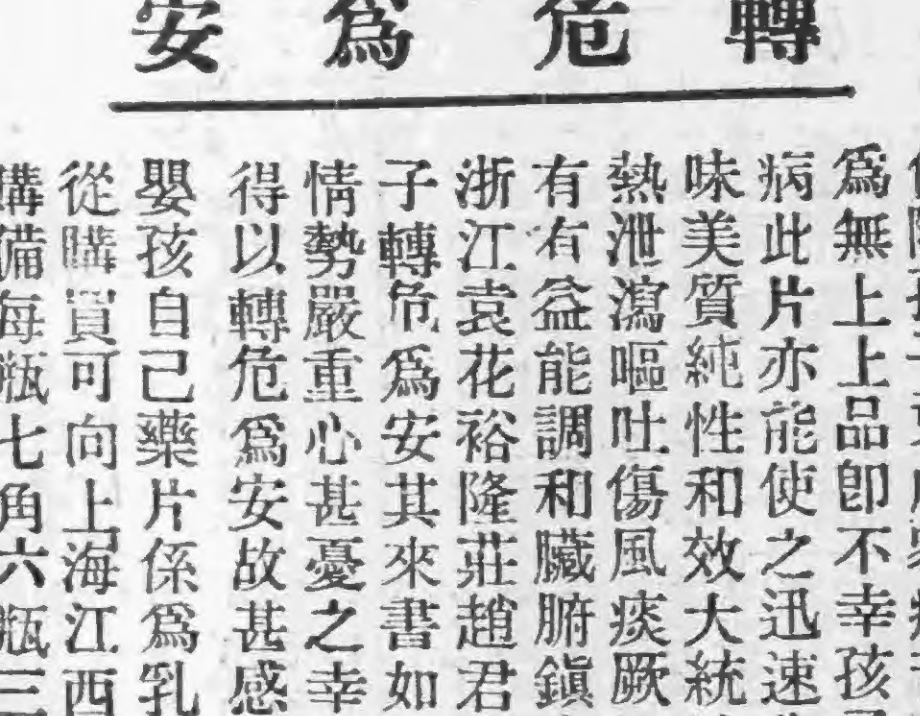 轉危為安
為無上上品卽不幸孩
病此片亦能使之迅速
味美質純性和效大統
熱泄瀉嘔吐傷風痰厥
有有益能調和臟腑鎭
浙江袁花裕隆莊趙君
子轉危爲安其來書如
情勢嚴重心甚憂之幸
得以轉危爲安故甚感
嬰孩自己藥片係爲乳
從購買可向上海江西
購備每瓶七角六瓶三